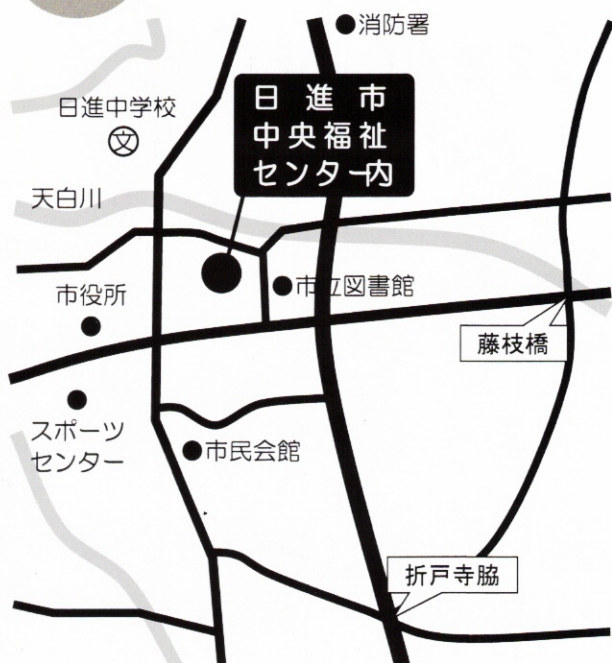 消防署
日進市
中央福祉
センター内
日進中学校
文
天白川
市役所
市立図書館
藤枝橋
スポーツ
センター
市民会館
折戸寺脇